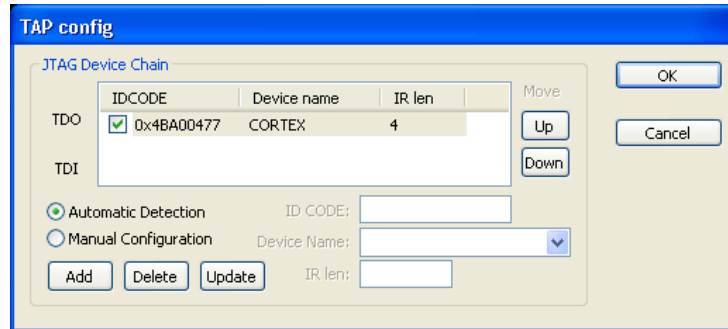 TAP config
JTAG Device Chain
OK
Cancel
IDCODE Device name IR len
Move
TDO
0x4BA00477 CORTEX 4
Up
TDI
Down
Automatic Detection
ID CODE:
Manual Configuration
Device Name:
Add Delete Update
IR len: